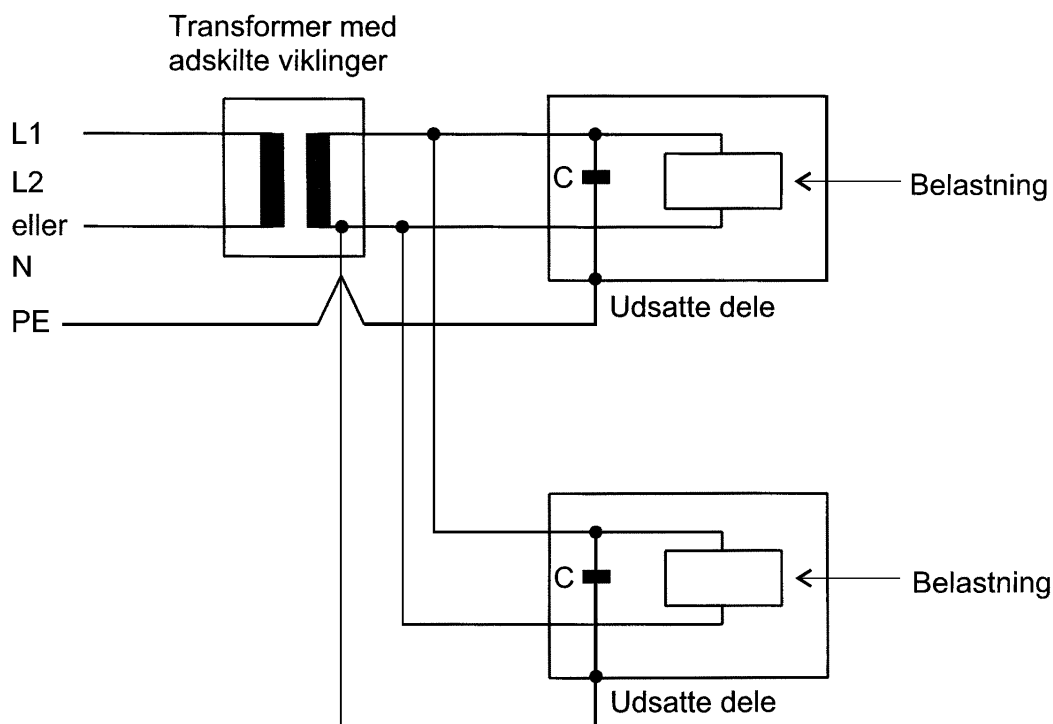 Transformer med
adskilte viklinger
L1
L2
eller
N
PE
C
Belastning
Udsatte dele
C
Belastning
Udsatte dele